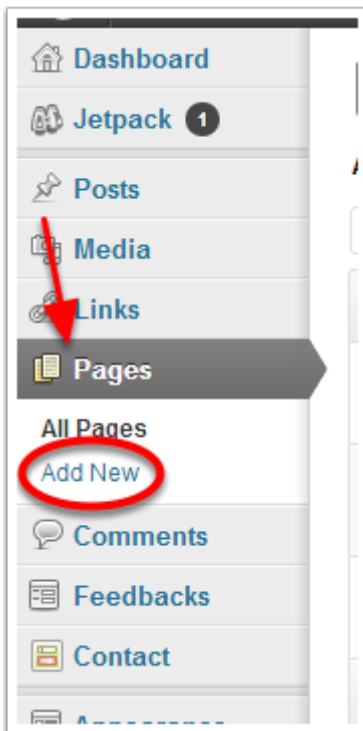 Dashboard
Jetpack 1
Posts
Media
Links
Pages
All Pages
Add New
Comments
Feedbacks
Contact